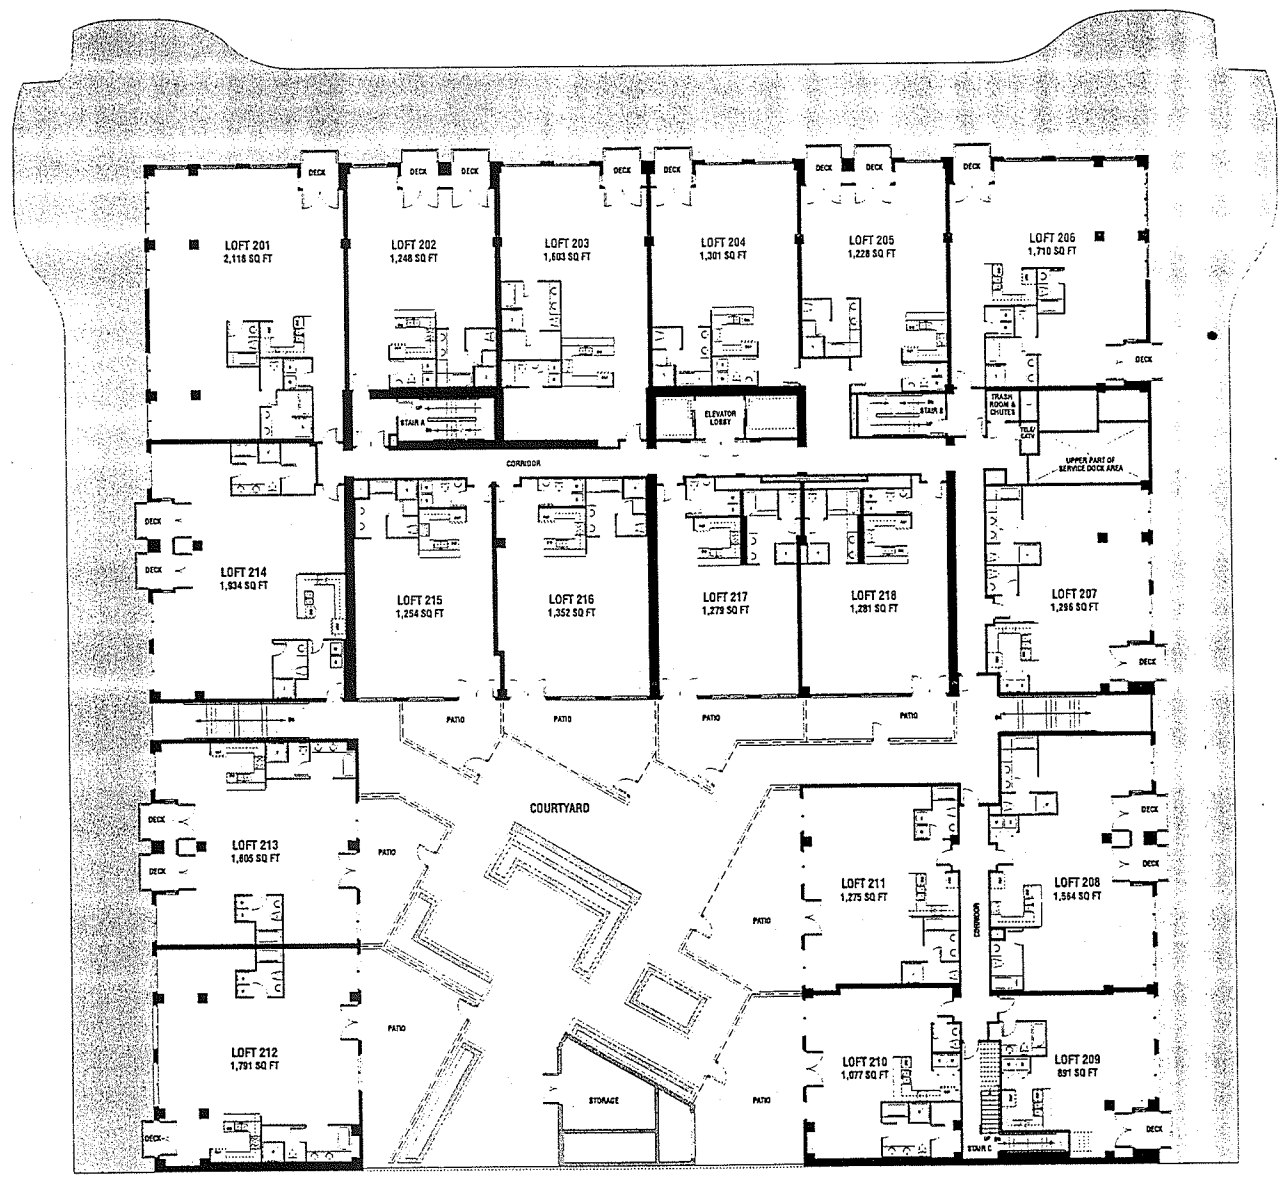 DECK
DECK
DECK
DECK
DECK
DECK
DECK
DECK
LOFT 201
2,118 SQ FT
LOFT 202
1,248 SQ FT
LOFT 203
1,603 SQ FT
LOFT 204
1,301 SQ FT
LOFT 205
1,228 SQ FT
LOFT 206
1,710 SQ FT
DECK
STAIR A
UP
ELEVATOR
LOBBY
STAIR B
TRASH
ROOM &
CHUTES
TELE/
CATV
UPPER PART OF
SERVICE DOCK AREA
CORRIDOR
DECK
DECK
LOFT 214
1,934 SQ FT
LOFT 215
1,254 SQ FT
LOFT 216
1,352 SQ FT
LOFT 217
1,279 SQ FT
LOFT 218
1,281 SQ FT
LOFT 207
1,296 SQ FT
DECK
PATIO
PATIO
PATIO
PATIO
DN
DN
COURTYARD
DECK
DECK
LOFT 213
1,605 SQ FT
PATIO
DECK
DECK
LOFT 211
1,275 SQ FT
LOFT 208
1,564 SQ FT
PATIO
CORRIDOR
PATIO
LOFT 212
1,791 SQ FT
LOFT 210
1,077 SQ FT
LOFT 209
891 SQ FT
STORAGE
PATIO
DECK
DECK
UP DN
STAIR C